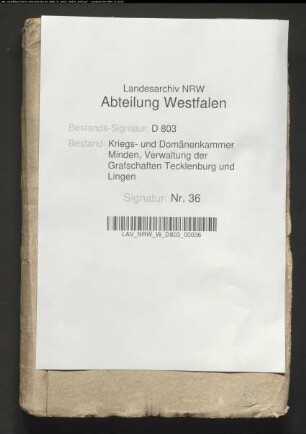 Landesarchiv NRW
Abteilung Westfalen
Bestands-Signatur: D 803
Bestand: Kriegs- und Domänenkammer
Minden, Verwaltung der
Grafschaften Tecklenburg und
Lingen
Signatur: Nr. 36
LAV_NRW_W_D803_00036